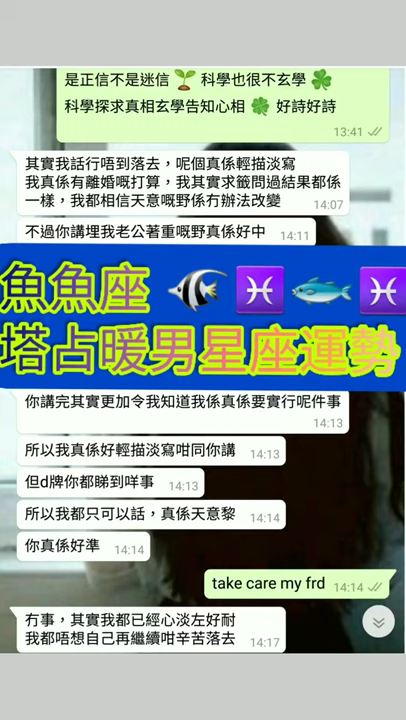 是正信不是迷信🌱 科學也很不玄學🍀
科學探求真相玄學告知心相🍀 好詩好詩
13:41
其實我話行唔到落去，呢個真係輕描淡寫
我真係有離婚嘅打算，我其實求籤問過結果都係
一樣，我都相信天意嘅野係冇辦法改變
14:07
不過你講埋我老公著重嘅野真係好中
14:11
魚魚座 🐠♓🐟♓
塔占暖男星座運勢
你講完其實更加令我知道我係真係要實行呢件事
14:13
所以我真係好輕描淡寫咁同你講
14:13
但d牌你都睇到咩事
14:13
所以我都只可以話，真係天意黎
14:14
你真係好準
14:14
take care my frd
14:14
冇事，其實我都已經心淡左好耐
我都唔想自己再繼續咁辛苦落去
14:17